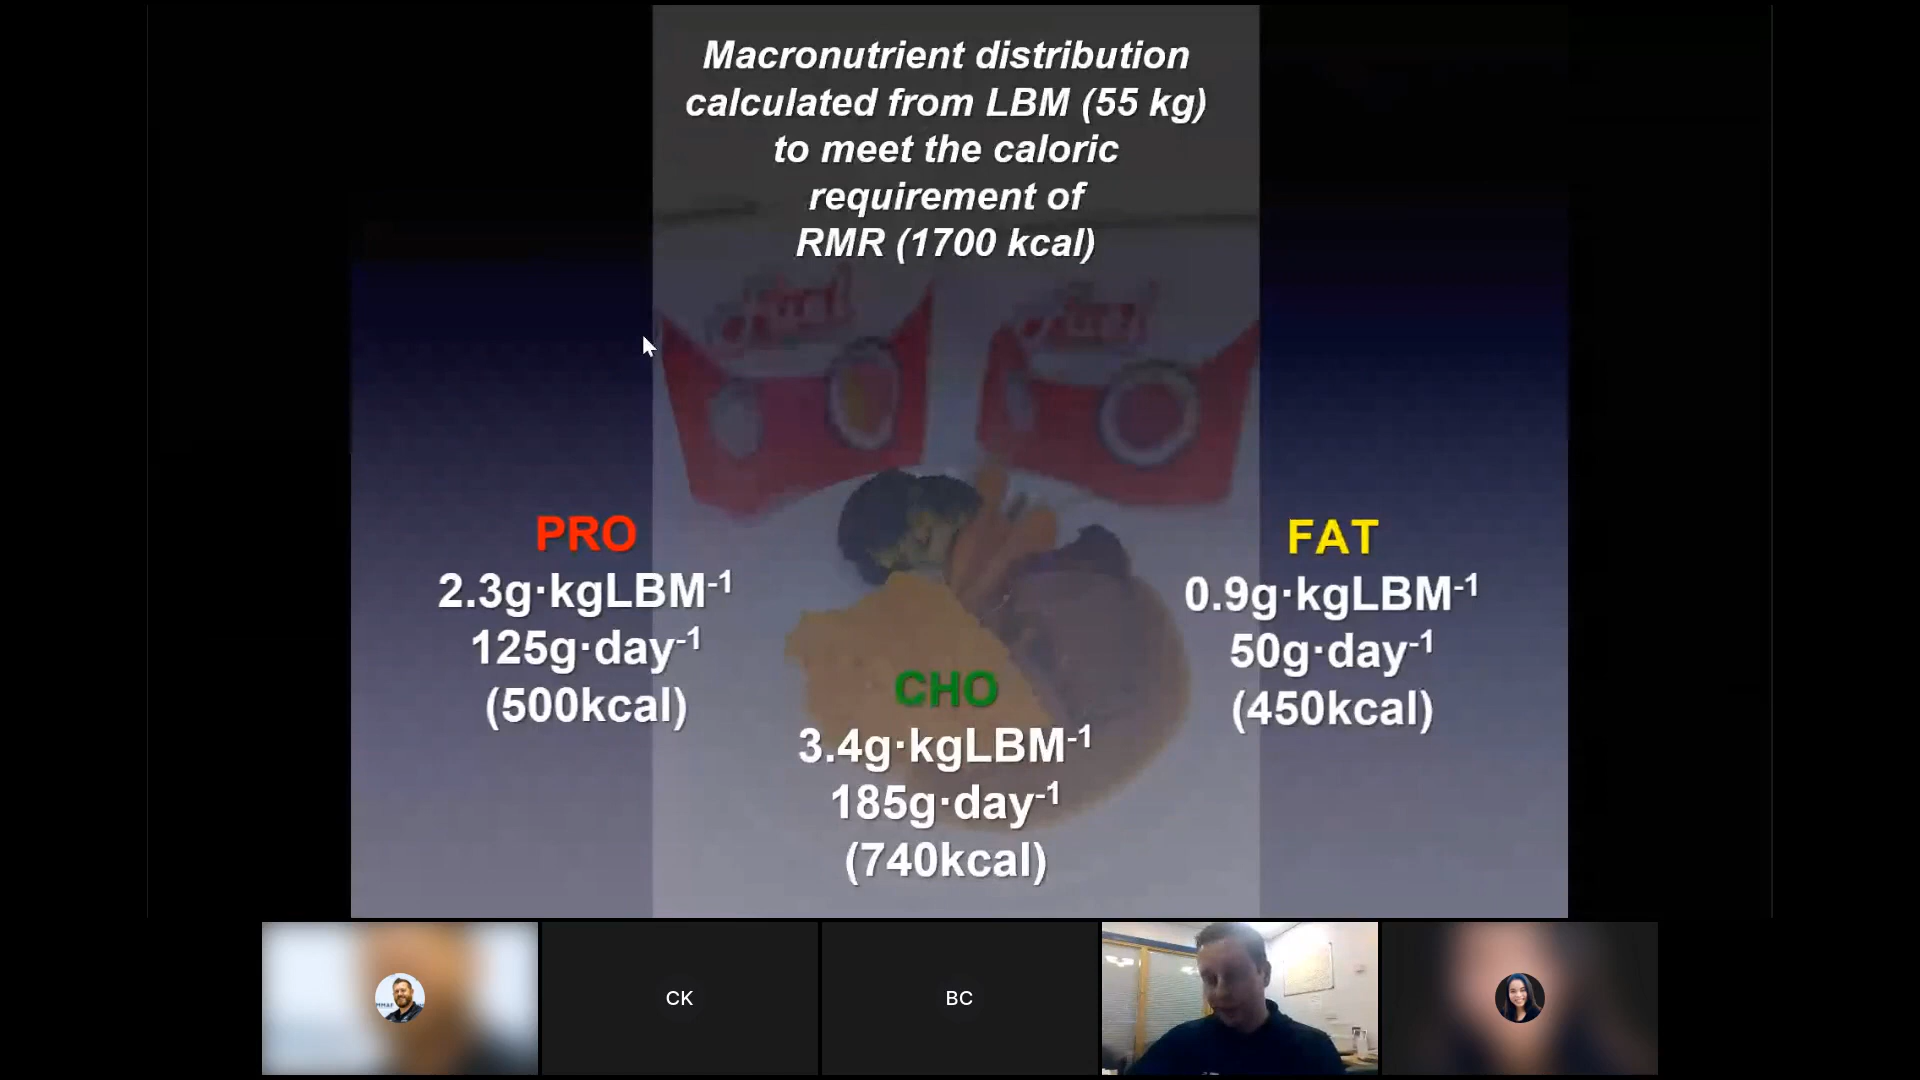 Macronutrient distribution
calculated from LBM (55 kg)
to meet the caloric
requirement of
RMR (1700 kcal)
Fuel
Fuel
PRO
2.3g·kgLBM-1
125g·day-1
(500kcal)
CHO
3.4g·kgLBM-1
185g·day-1
(740kcal)
FAT
0.9g·kgLBM-1
50g·day-1
(450kcal)
CK
BC